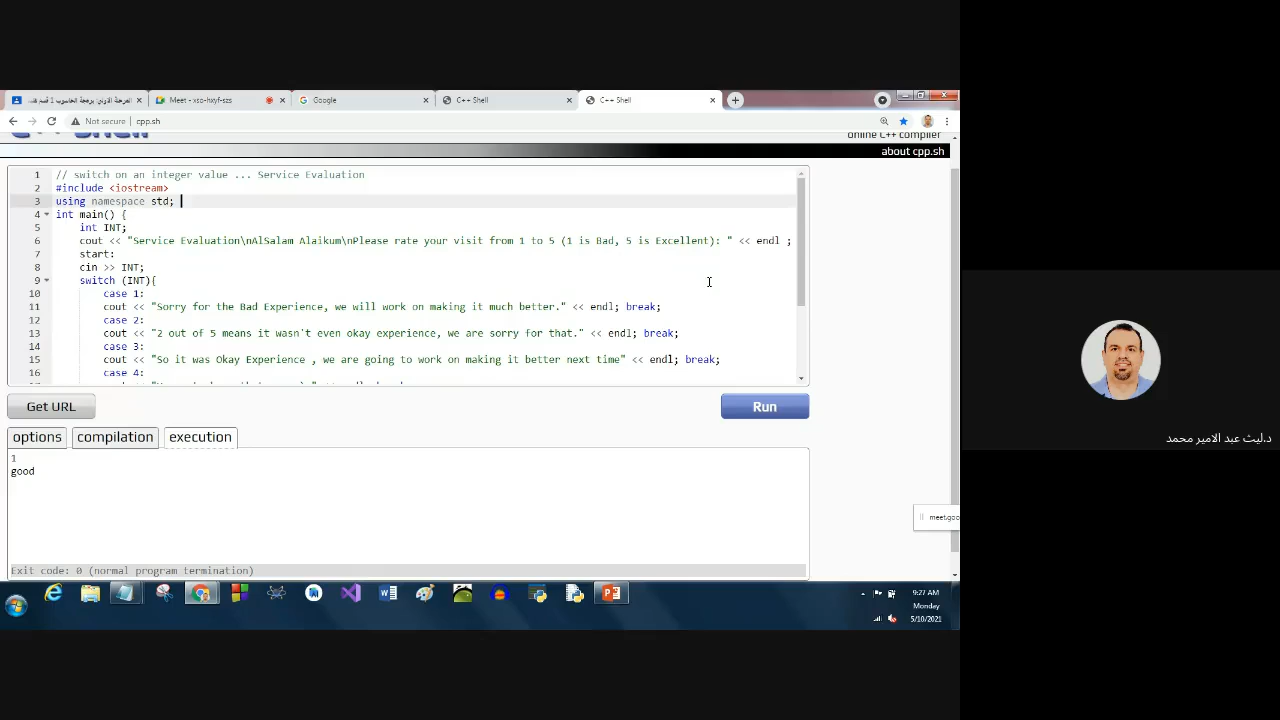 Meet - xso-hxyf-szs
Google
C++ Shell
C++ Shell
Not secure
cpp.sh
online C++ compiler
about cpp.sh
1 // switch on an integer value ... Service Evaluation
2 #include <iostream>
3 using namespace std;
4 int main() {
5 int INT;
6 cout << "Service Evaluation\nAlSalam Alaikum\nPlease rate your visit from 1 to 5 (1 is Bad, 5 is Excellent): " << endl ;
7 start:
8 cin >> INT;
9 switch (INT){
10 case 1:
11 cout << "Sorry for the Bad Experience, we will work on making it much better." << endl; break;
12 case 2:
13 cout << "2 out of 5 means it wasn't even okay experience, we are sorry for that." << endl; break;
14 case 3:
15 cout << "So it was Okay Experience , we are going to work on making it better next time" << endl; break;
16 case 4:
Get URL
Run
options
compilation
execution
1
good
meet.goo
Exit code: 0 (normal program termination)
9:27 AM
Monday
5/10/2021
د.ليث عبد الامير محمد